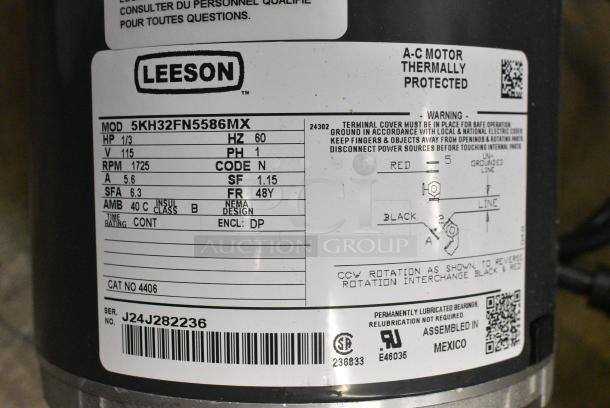 CONSULTER DU PERSONNEL QUALIFIÉ
POUR TOUTES QUESTIONS.
LEESON
TM
A-C MOTOR
THERMALLY
PROTECTED
MOD 5KH32FN5586MX
HP 1/3 HZ 60
V 115 PH 1
RPM 1725 CODE N
A 5.6 SF 1.15
SFA 6.3 FR 48Y
AMB 40 C INSUL CLASS B NEMA DESIGN
TIME RATING CONT ENCL: DP
CAT NO 4406
SER. NO. J24J282236
24302
- WARNING -
TERMINAL COVER MUST BE IN PLACE FOR SAFE OPERATION
GROUND IN ACCORDANCE WITH LOCAL & NATIONAL ELECTRIC CODES
KEEP FINGERS & OBJECTS AWAY FROM OPENINGS & ROTATING PARTS.
DISCONNECT POWER SOURCES BEFORE TOUCHING INTERNAL PARTS.
RED 5 UN-
GROUNDED
LINE
LINE
BLACK 2
A
CCW ROTATION AS SHOWN, TO REVERSE
ROTATION INTERCHANGE BLACK & RED
PERMANENTLY LUBRICATED BEARINGS,
RELUBRICATION NOT REQUIRED.
236833
E46035
ASSEMBLED IN
MEXICO
PCI
AUCTION GROUP